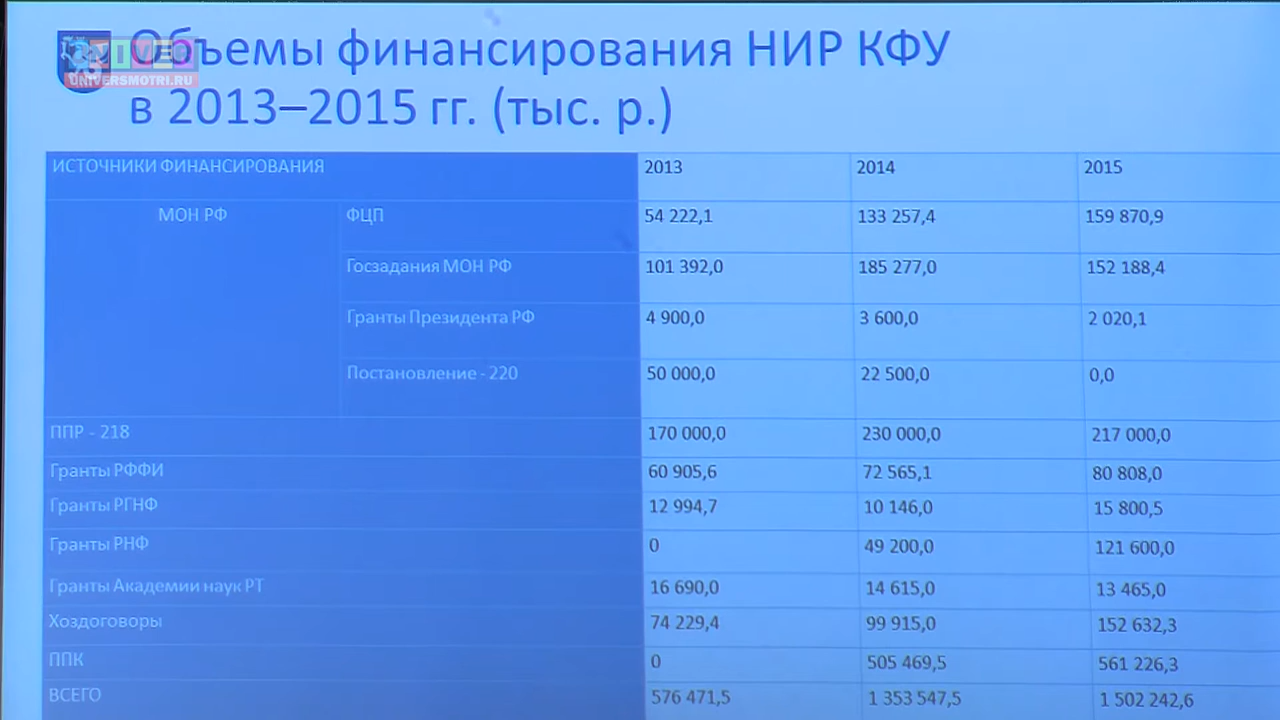 Объемы финансирования НИР КФУ
в 2013–2015 гг. (тыс. р.)
UNIVERSMOTRI.RU
ИСТОЧНИКИ ФИНАНСИРОВАНИЯ 2013 2014 2015
МОН РФ ФЦП 54 222,1 133 257,4 159 870,9
Госзадания МОН РФ 101 392,0 185 277,0 152 188,4
Гранты Президента РФ 4 900,0 3 600,0 2 020,1
Постановление - 220 50 000,0 22 500,0 0,0
ППР - 218 170 000,0 230 000,0 217 000,0
Гранты РФФИ 60 905,6 72 565,1 80 808,0
Гранты РГНФ 12 994,7 10 146,0 15 800,5
Гранты РНФ 0 49 200,0 121 600,0
Гранты Академии наук РТ 16 690,0 14 615,0 13 465,0
Хоздоговоры 74 229,4 99 915,0 152 632,3
ППК 0 505 469,5 561 226,3
ВСЕГО 576 471,5 1 353 547,5 1 502 242,6